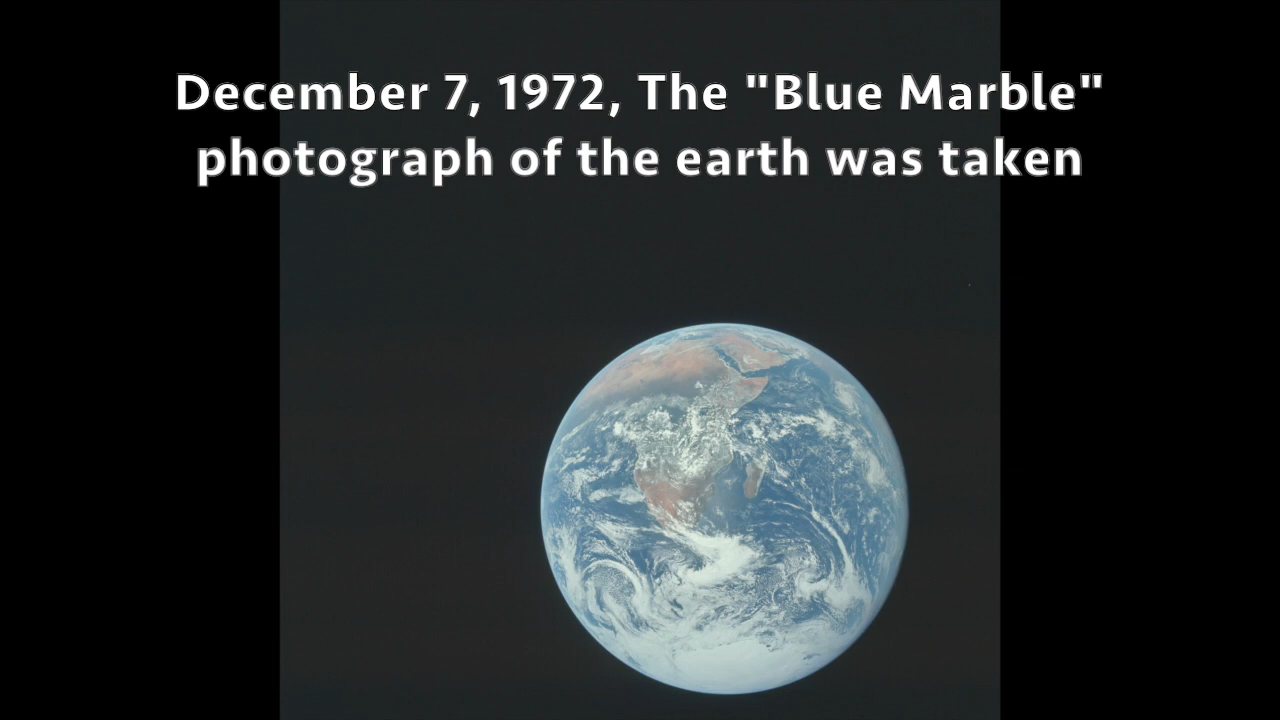 December 7, 1972, The "Blue Marble"
photograph of the earth was taken